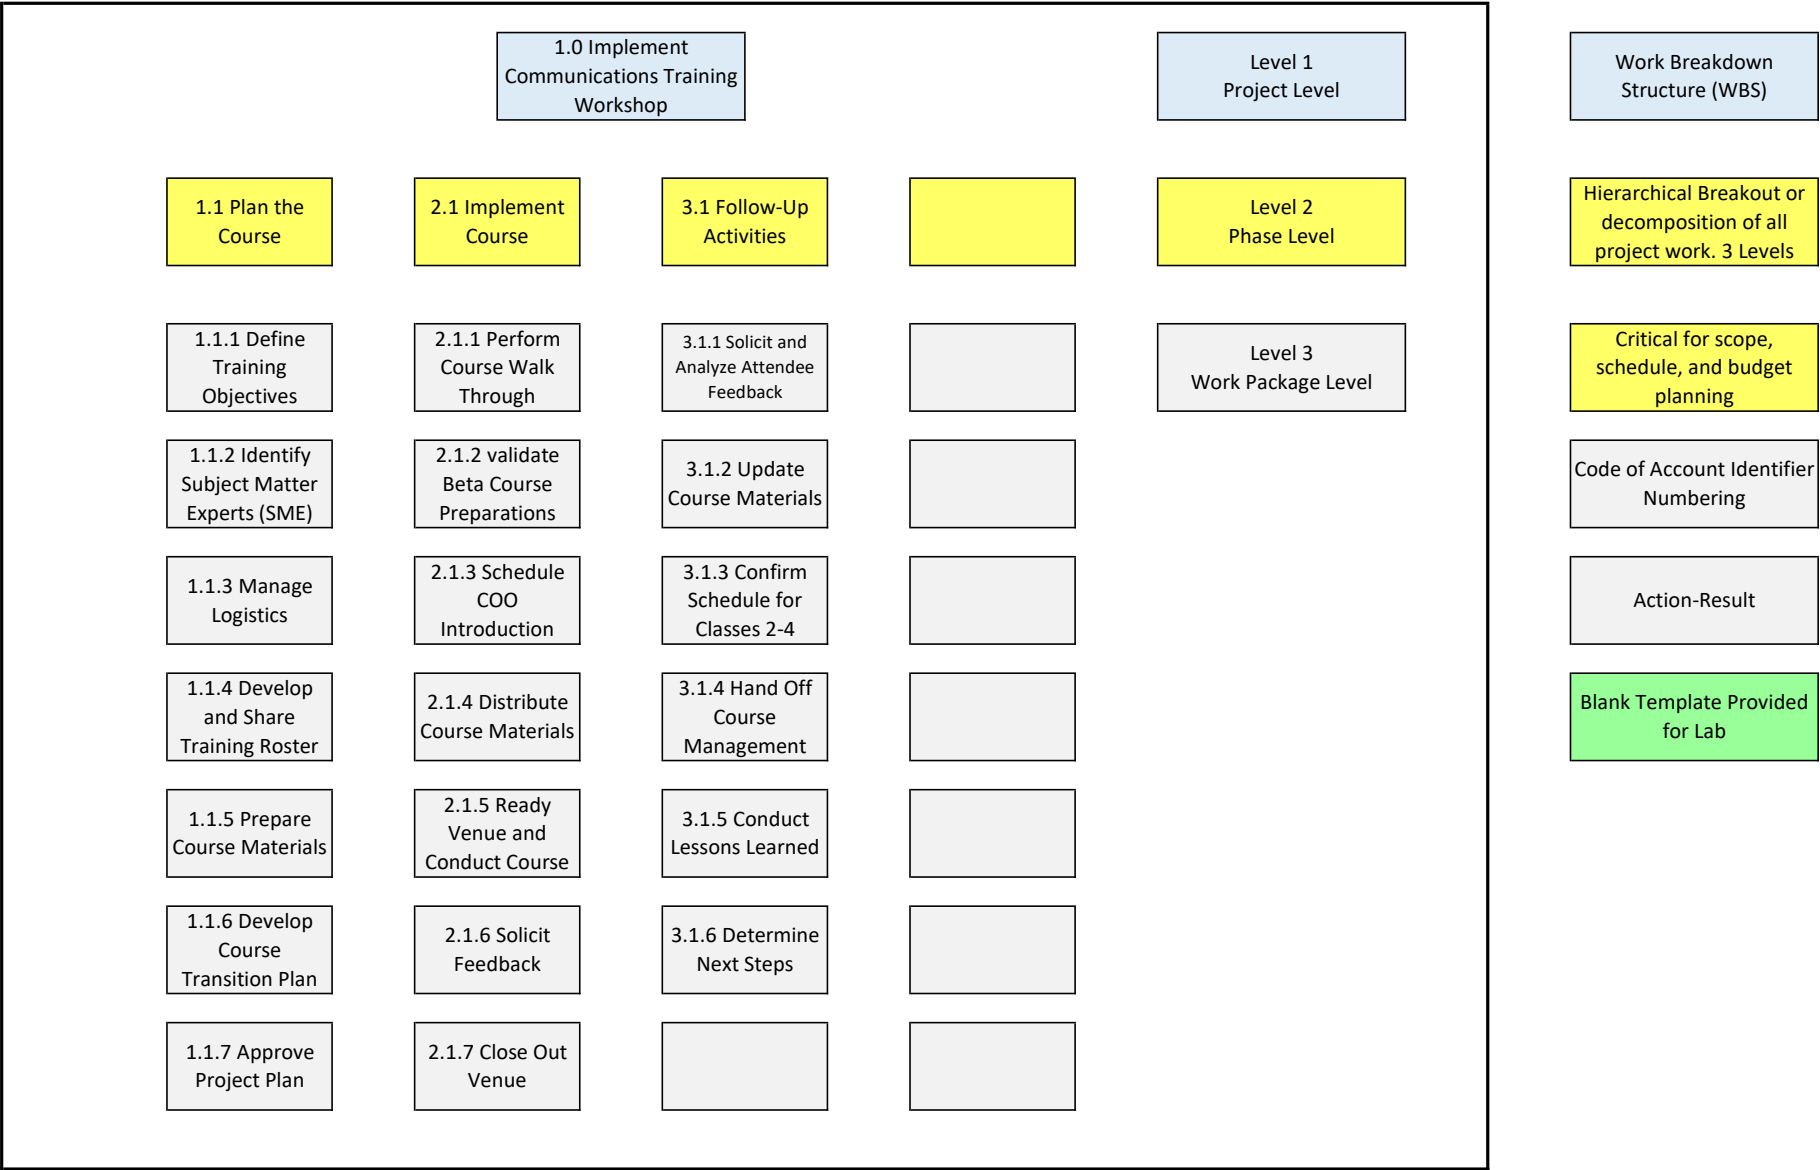 1.0 Implement
Communications Training
Workshop
Level 1
Project Level
Work Breakdown
Structure (WBS)
1.1 Plan the
Course
2.1 Implement
Course
3.1 Follow-Up
Activities
Level 2
Phase Level
Hierarchical Breakout or
decomposition of all
project work. 3 Levels
1.1.1 Define
Training
Objectives
2.1.1 Perform
Course Walk
Through
3.1.1 Solicit and
Analyze Attendee
Feedback
Level 3
Work Package Level
Critical for scope,
schedule, and budget
planning
1.1.2 Identify
Subject Matter
Experts (SME)
2.1.2 validate
Beta Course
Preparations
3.1.2 Update
Course Materials
Code of Account Identifier
Numbering
1.1.3 Manage
Logistics
2.1.3 Schedule
COO
Introduction
3.1.3 Confirm
Schedule for
Classes 2-4
Action-Result
1.1.4 Develop
and Share
Training Roster
2.1.4 Distribute
Course Materials
3.1.4 Hand Off
Course
Management
Blank Template Provided
for Lab
1.1.5 Prepare
Course Materials
2.1.5 Ready
Venue and
Conduct Course
3.1.5 Conduct
Lessons Learned
1.1.6 Develop
Course
Transition Plan
2.1.6 Solicit
Feedback
3.1.6 Determine
Next Steps
1.1.7 Approve
Project Plan
2.1.7 Close Out
Venue